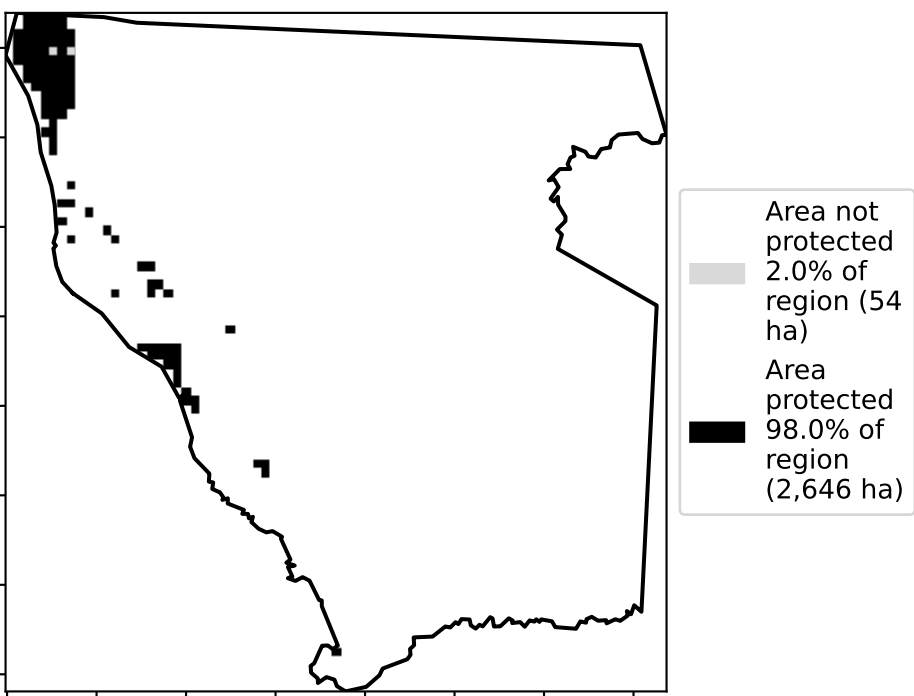 Area not
protected
2.0% of
region (54
ha)
Area
protected
98.0% of
region
(2,646 ha)